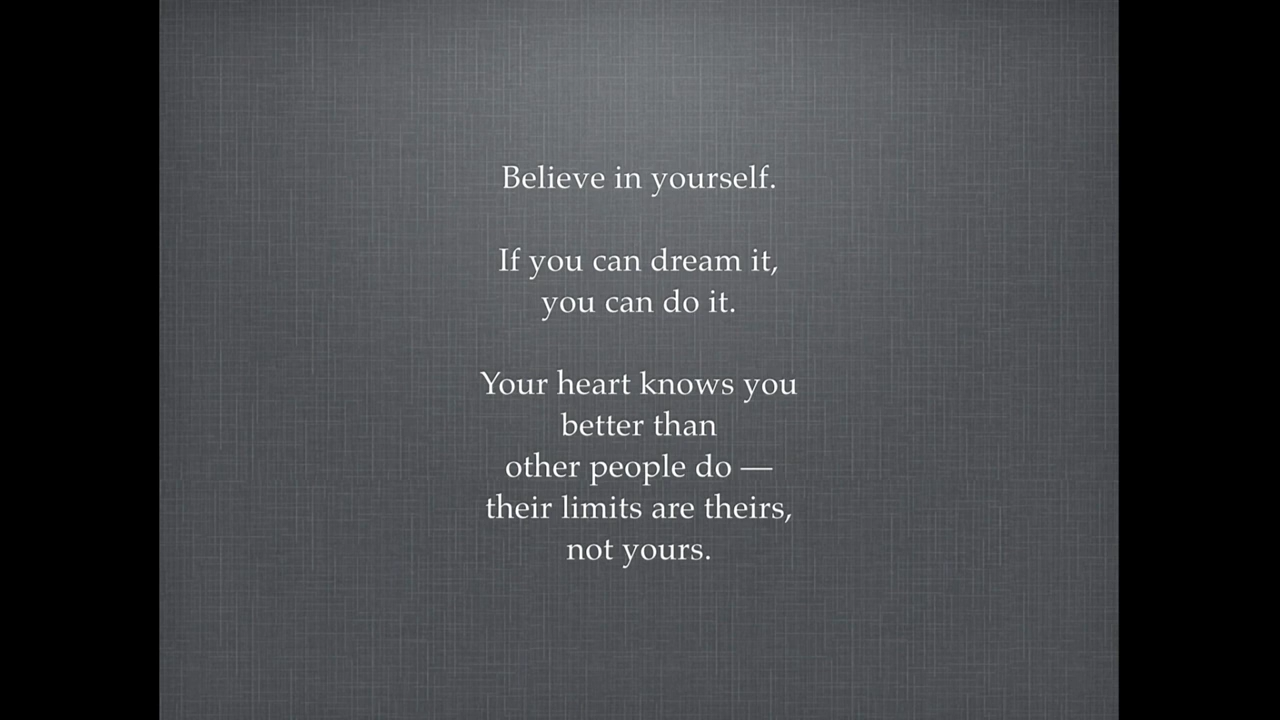 Believe in yourself.
If you can dream it,
you can do it.
Your heart knows you
better than
other people do —
their limits are theirs,
not yours.